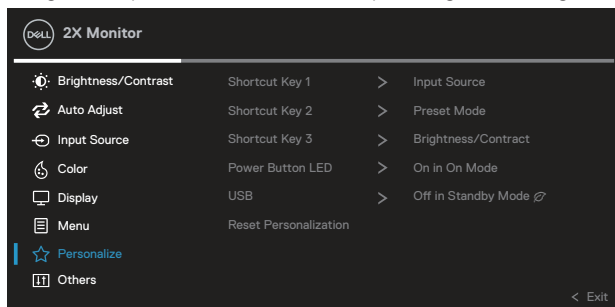 DELL 2X Monitor
Brightness/Contrast Shortcut Key 1 > Input Source
Auto Adjust Shortcut Key 2 > Preset Mode
Input Source Shortcut Key 3 > Brightness/Contract
Color Power Button LED > On in On Mode
Display USB > Off in Standby Mode
Menu Reset Personalization
Personalize
Others
< Exit